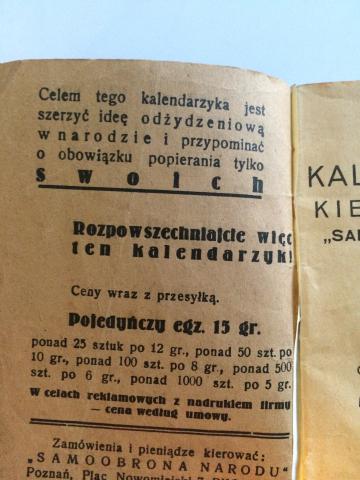 Celem tego kalendarzyka jest
szerzyć ideę odżydzeniową
w narodzie i przypominać
o obowiązku popierania tylko
swoich
Rozpowszechniajcie więc
ten kalendarzyk!
Ceny wraz z przesyłką.
Pojedyńczy egz. 15 gr.
ponad 25 sztuk po 12 gr., ponad 50 szt. po
10 gr., ponad 100 szt. po 8 gr., ponad 500
szt. po 6 gr., ponad 1000 szt. po 5 gr.
W celach reklamowych z nadrukiem firmy
— cena według umowy.
Zamówienia i pieniądze kierować:
„SAMOOBRONA NARODU”
Poznań, Plac Nowomiejski
KAL
KIE
„SA